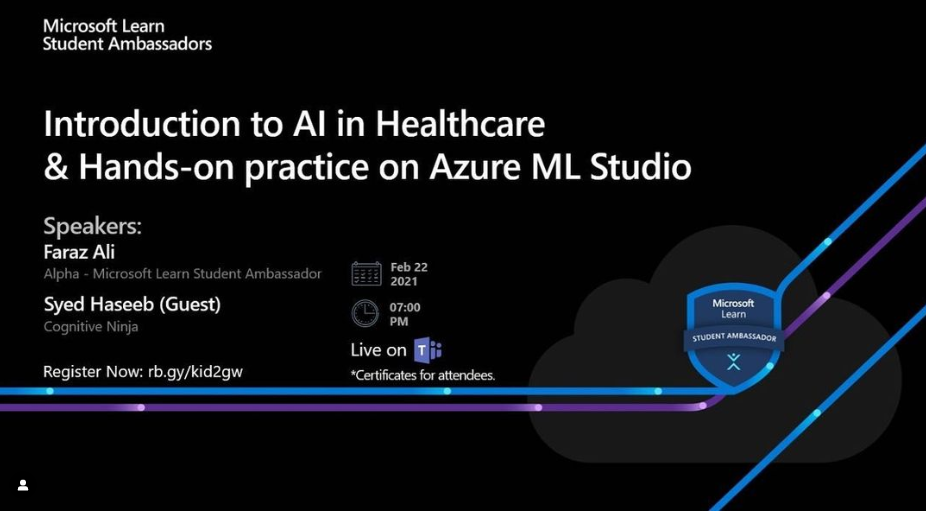 Microsoft Learn
Student Ambassadors
Introduction to AI in Healthcare
& Hands-on practice on Azure ML Studio
Speakers:
Faraz Ali
Alpha - Microsoft Learn Student Ambassador
Syed Haseeb (Guest)
Cognitive Ninja
Register Now: rb.gy/kid2gw
Feb 22
2021
07:00
PM
Live on T
*Certificates for attendees.
Microsoft
Learn
STUDENT AMBASSADOR